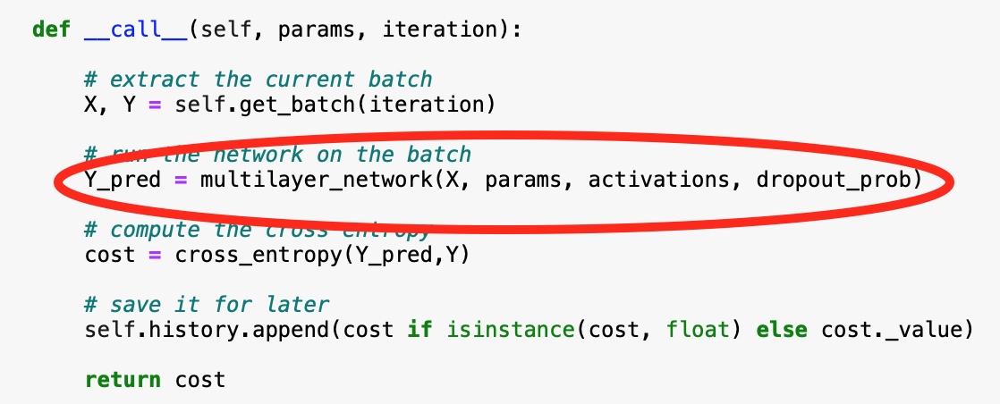 def __call__(self, params, iteration):
# extract the current batch
X, Y = self.get_batch(iteration)
# run the network on the batch
Y_pred = multilayer_network(X, params, activations, dropout_prob)
# compute the cross entropy
cost = cross_entropy(Y_pred,Y)
# save it for later
self.history.append(cost if isinstance(cost, float) else cost._value)
return cost